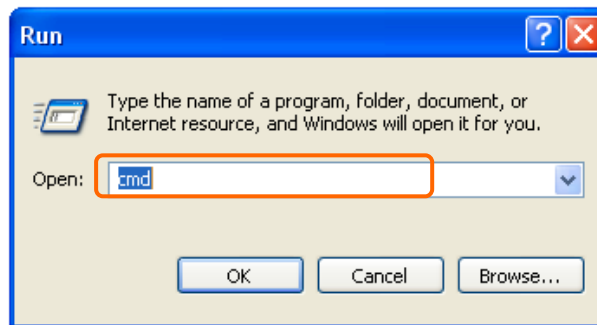 Run
Type the name of a program, folder, document, or
Internet resource, and Windows will open it for you.
Open: cmd
OK Cancel Browse...